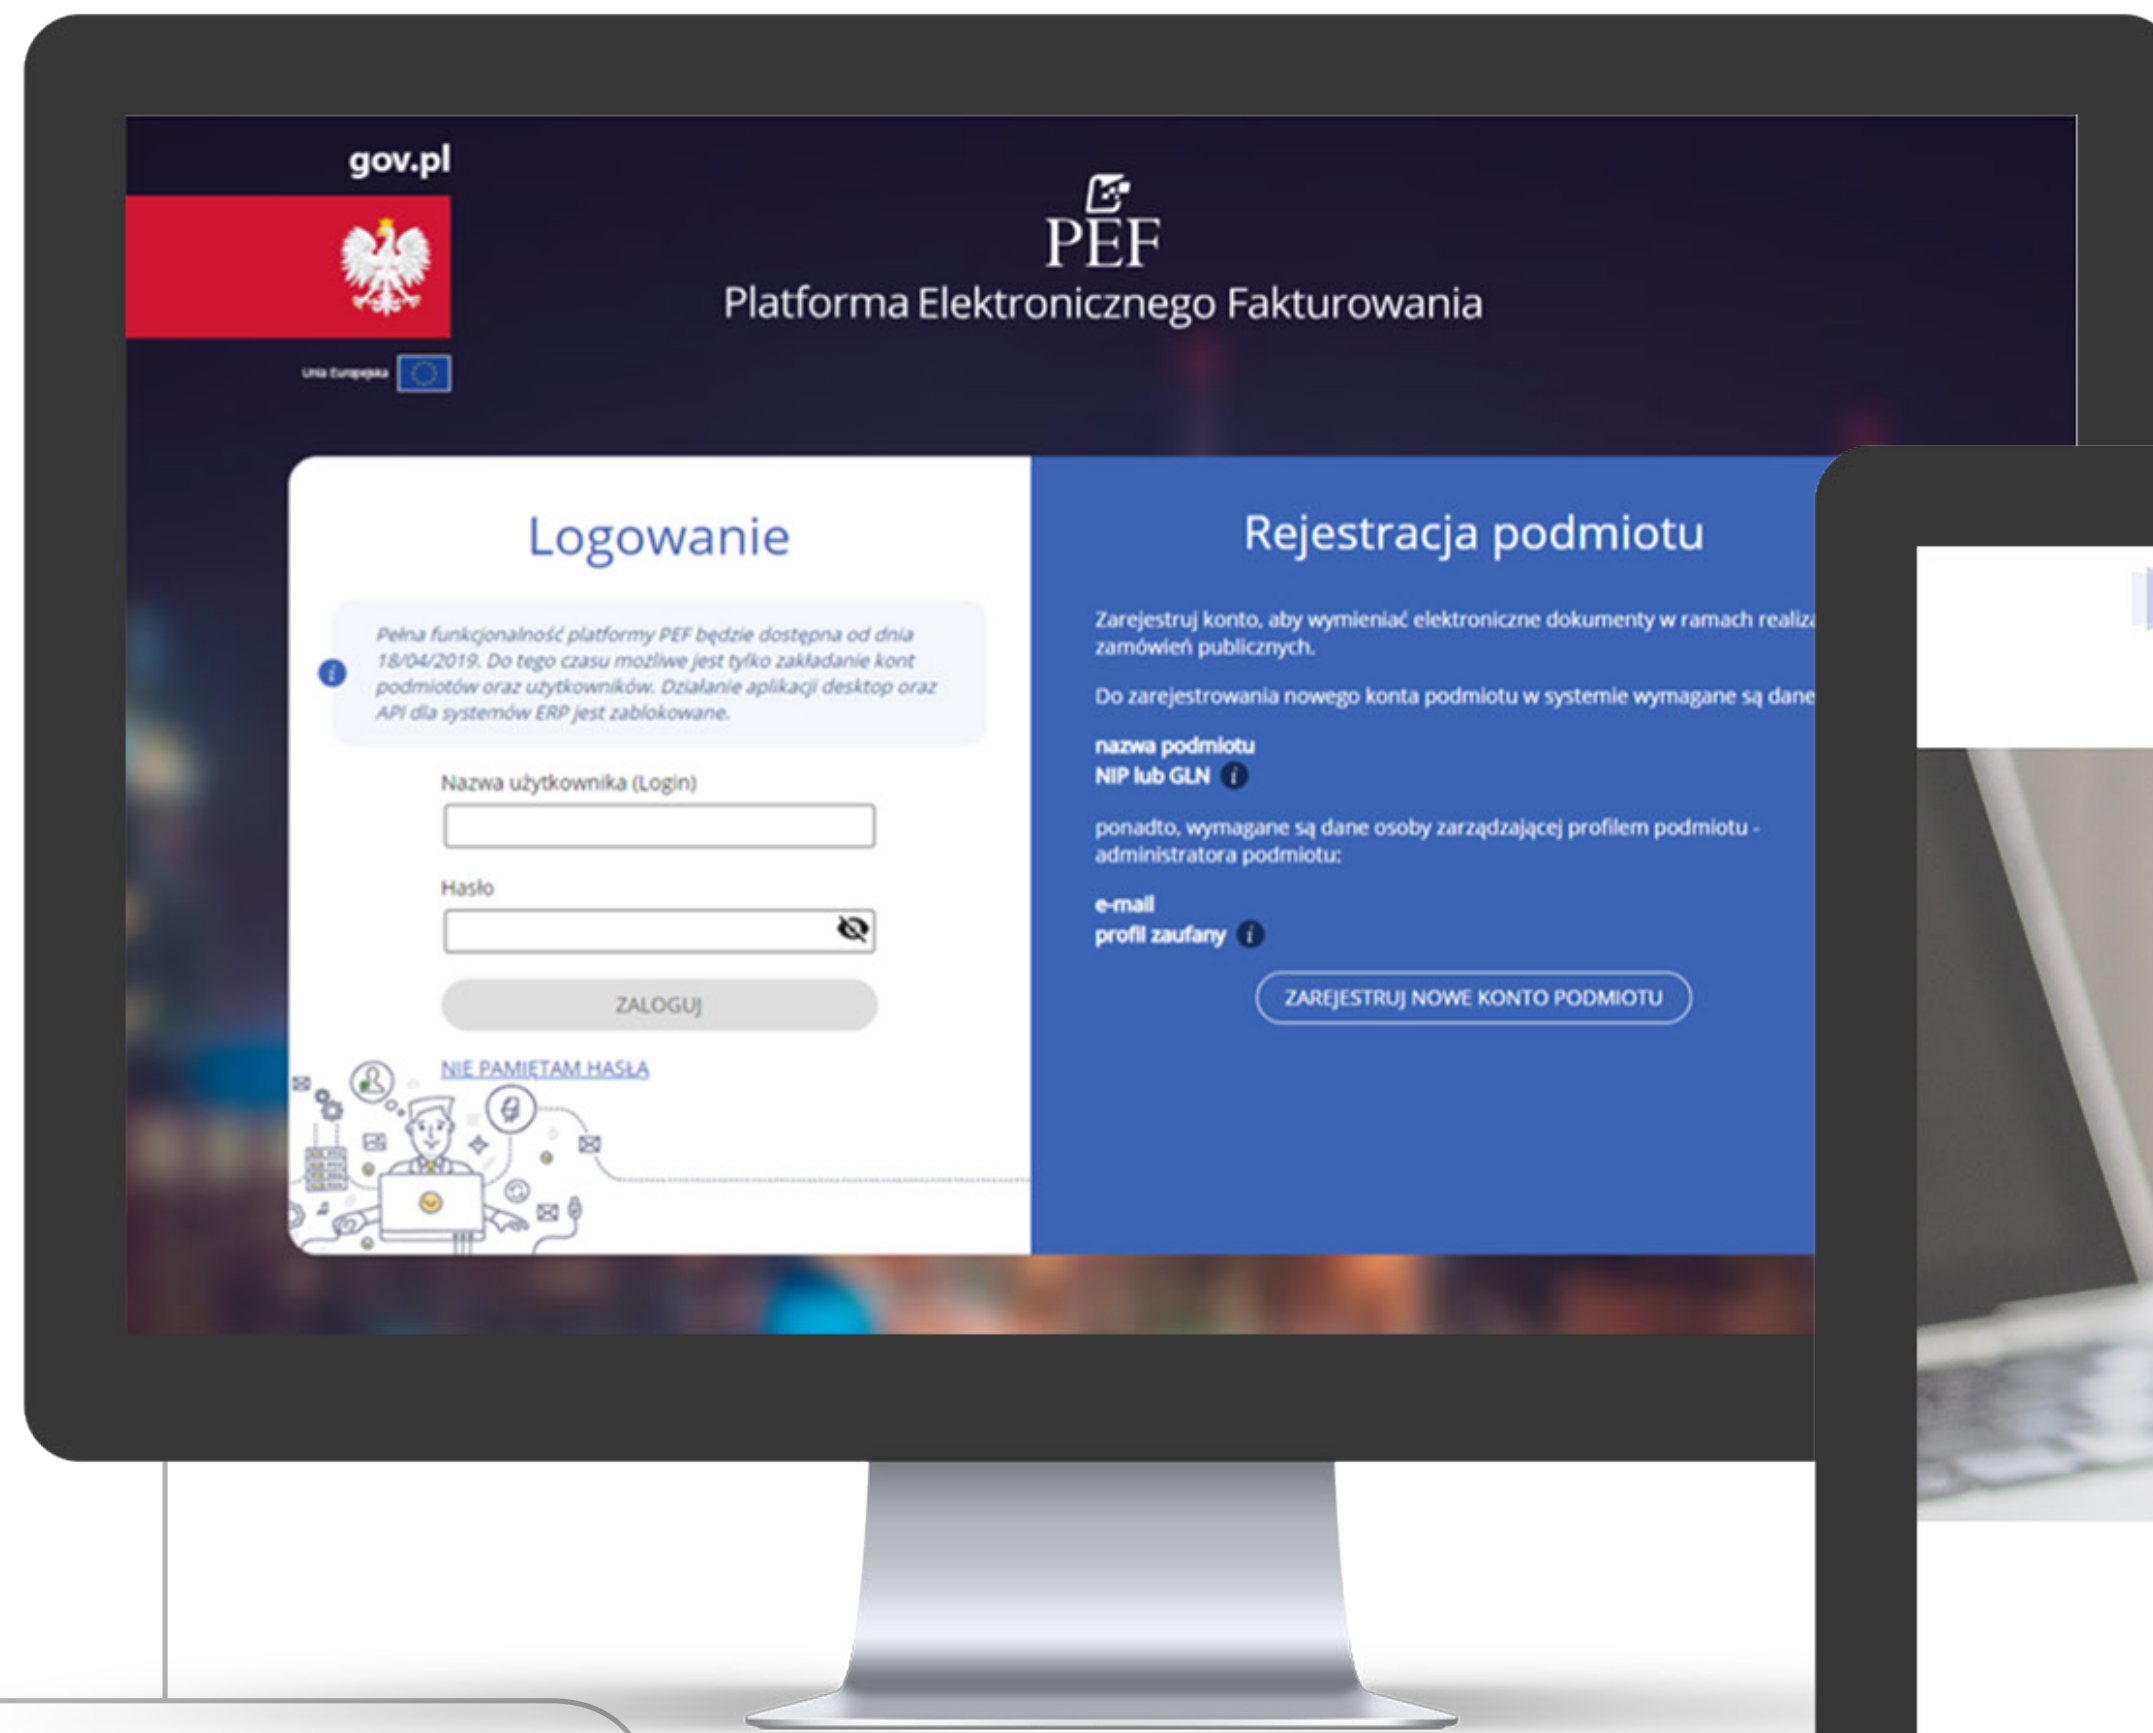 gov.pl
PEF
Platforma Elektronicznego Fakturowania
Unia Europejska
Logowanie
Pełna funkcjonalność platformy PEF będzie dostępna od dnia
18/04/2019. Do tego czasu możliwe jest tylko zakładanie kont
podmiotów oraz użytkowników. Działanie aplikacji desktop oraz
API dla systemów ERP jest zablokowane.
Nazwa użytkownika (Login)
Hasło
ZALOGUJ
NIE PAMIĘTAM HASŁA
Rejestracja podmiotu
Zarejestruj konto, aby wymieniać elektroniczne dokumenty w ramach realiza
zamówień publicznych.
Do zarejestrowania nowego konta podmiotu w systemie wymagane są dane
nazwa podmiotu
NIP lub GLN
ponadto, wymagane są dane osoby zarządzającej profilem podmiotu -
administratora podmiotu:
e-mail
profil zaufany
ZAREJESTRUJ NOWE KONTO PODMIOTU